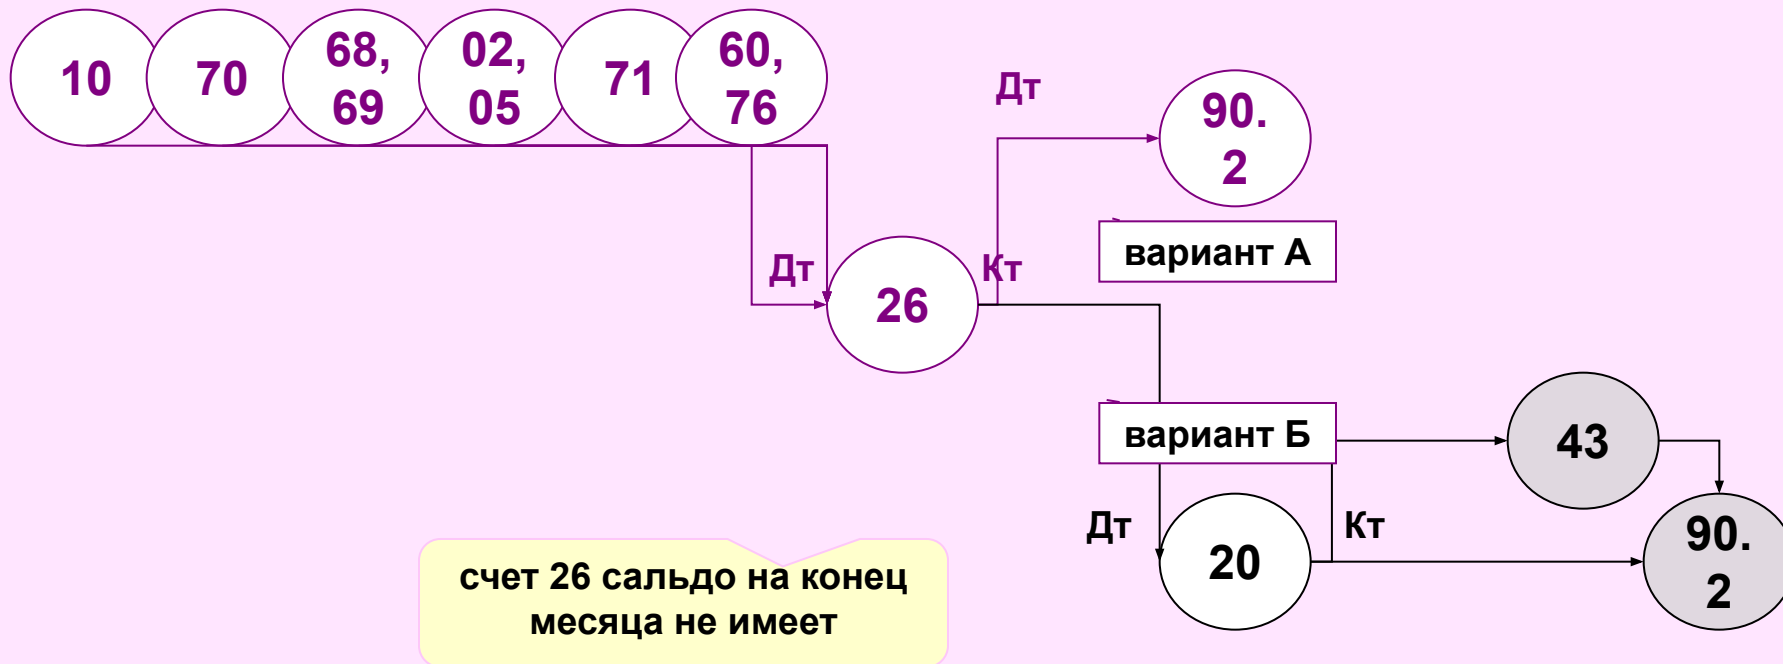 10
70
68,
69
02,
05
71
60,
76
Дт
90.
2
вариант А
Дт
Кт
26
вариант Б
43
Дт
Кт
20
90.
2
счет 26 сальдо на конец
месяца не имеет